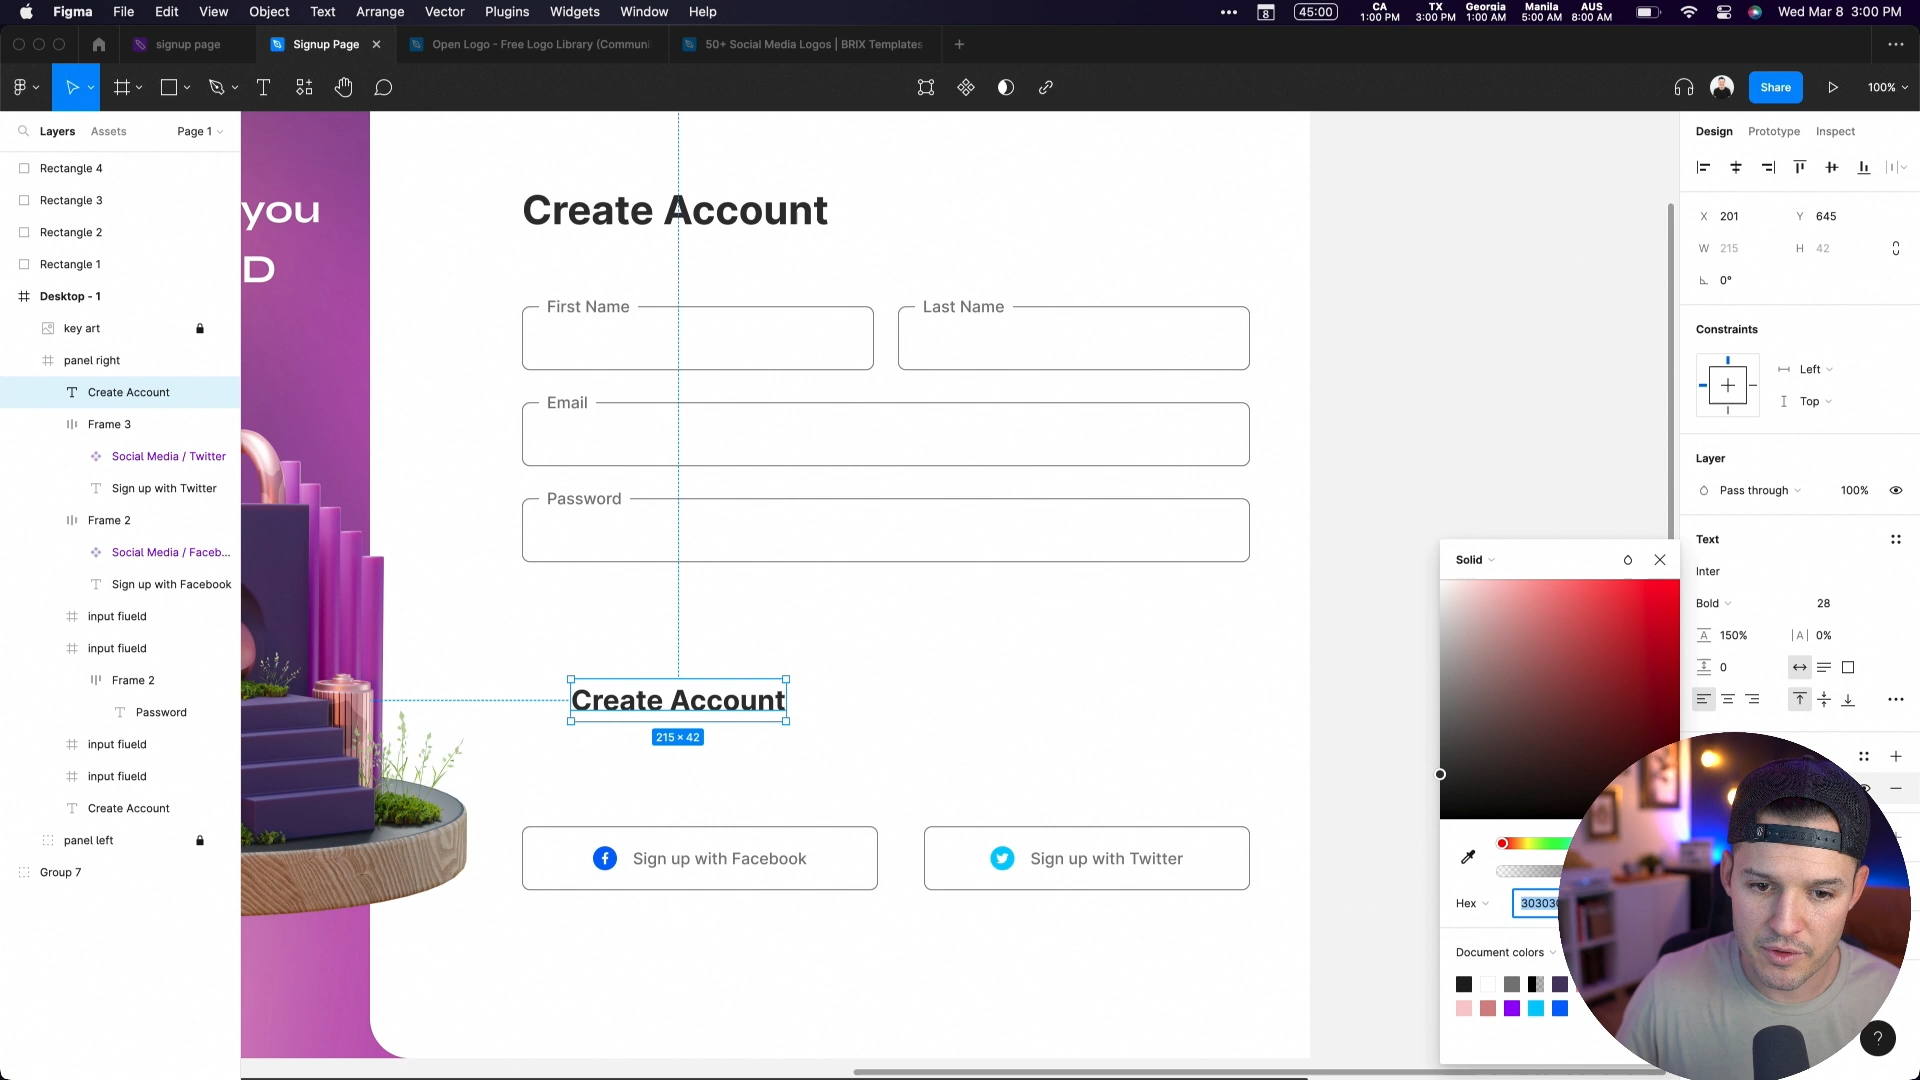 Figma File Edit View Object Text Arrange Vector Plugins Widgets Window Help
8
45:00
CA
1:00 PM
TX
3:00 PM
Georgia
1:00 AM
Manila
5:00 AM
AUS
8:00 AM
Wed Mar 8 3:00 PM
signup page
Signup Page
Open Logo - Free Logo Library (Commun
50+ Social Media Logos | BRIX Templates
Share
100%
Layers
Assets
Page 1
Rectangle 4
Rectangle 3
Rectangle 2
Rectangle 1
Desktop - 1
key art
panel right
Create Account
Frame 3
Social Media / Twitter
Sign up with Twitter
Frame 2
Social Media / Faceb...
Sign up with Facebook
input fiueld
input fiueld
Frame 2
Password
input fiueld
input fiueld
Create Account
panel left
Group 7
you
D
Create Account
First Name
Last Name
Email
Password
Create Account
215 × 42
Sign up with Facebook
Sign up with Twitter
Design
Prototype
Inspect
X 201
Y 645
W 215
H 42
0°
Constraints
Left
Top
Layer
Pass through
100%
Text
Inter
Bold
28
150%
0%
0
Solid
Hex
303030
Document colors
?